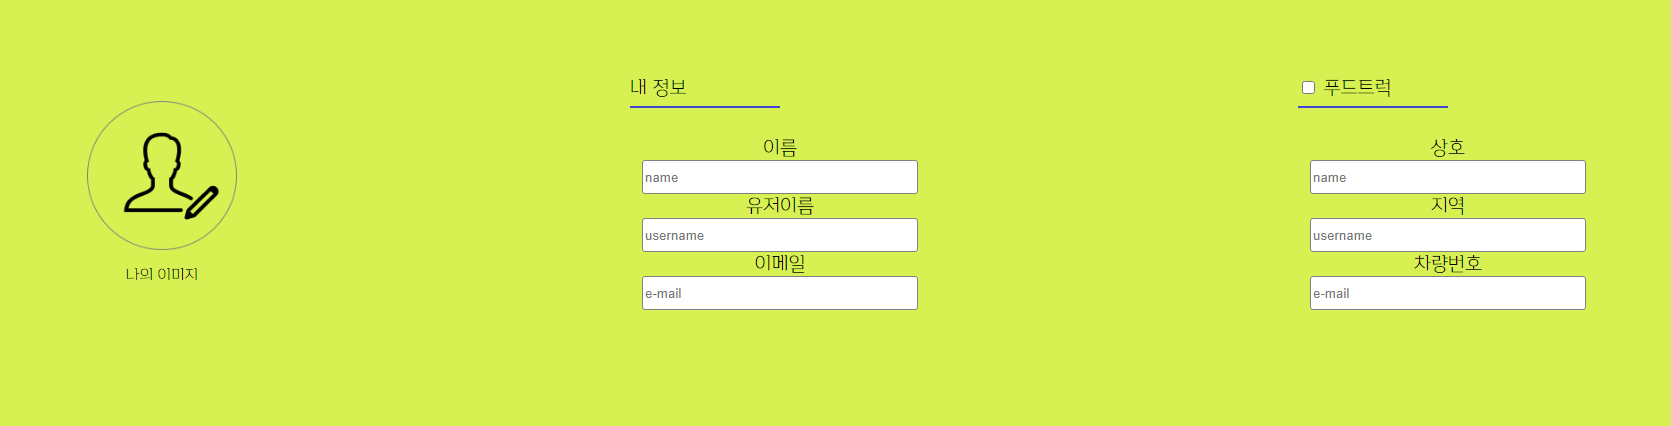 나의 이미지
내 정보
이름
name
유저이름
username
이메일
e-mail
푸드트럭
상호
name
지역
username
차량번호
e-mail